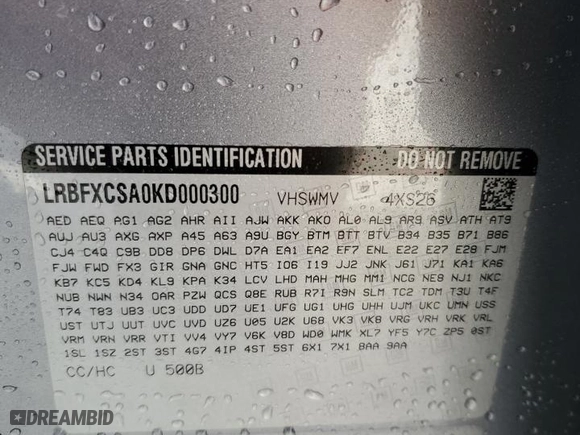 SERVICE PARTS IDENTIFICATION DO NOT REMOVE
LRBFXCSA0KD000300 VHSWMV 4XS26
AED AEQ AG1 AG2 AHR AII AJW AKK AKO AL0 AL9 AR9 ASV ATH AT9
AUJ AU3 AXG AXP A45 A63 A9U BGY BTM BTT BTV B34 B35 B71 B86
CJ4 C4Q C9B DD8 DP6 DWL D7A EA1 EA2 EF7 ENL E22 E27 E28 FJM
FJW FWD FX3 GIR GNA GNC HT5 IO6 I19 JJ2 JNK J61 J71 KA1 KA6
KB7 KC5 KD4 KL9 KPA K34 LCV LHD MAH MHG MM1 NCG NE8 NJ1 NKC
NUB NWN N34 OAR PZW QCS Q8E RUB R7I R9N SLM TC2 TDM T3U T4F
T74 T83 UB3 UC3 UDD UD7 UE1 UFG UG1 UHG UHH UJM UKC UMN USS
UST UTJ UUT UVC UVD UZ6 U05 U2K U68 VK3 VK8 VRG VRH VRK VRL
VRM VRN VRR VTI VV4 VY7 V6K V8D WD0 WMK XL7 YF5 Y7C ZPS 0ST
1SL 1SZ 2ST 3ST 4G7 4IP 4ST 5ST 6X1 7X1 8AA 9AA
CC/HC U 500B
DREAMBID